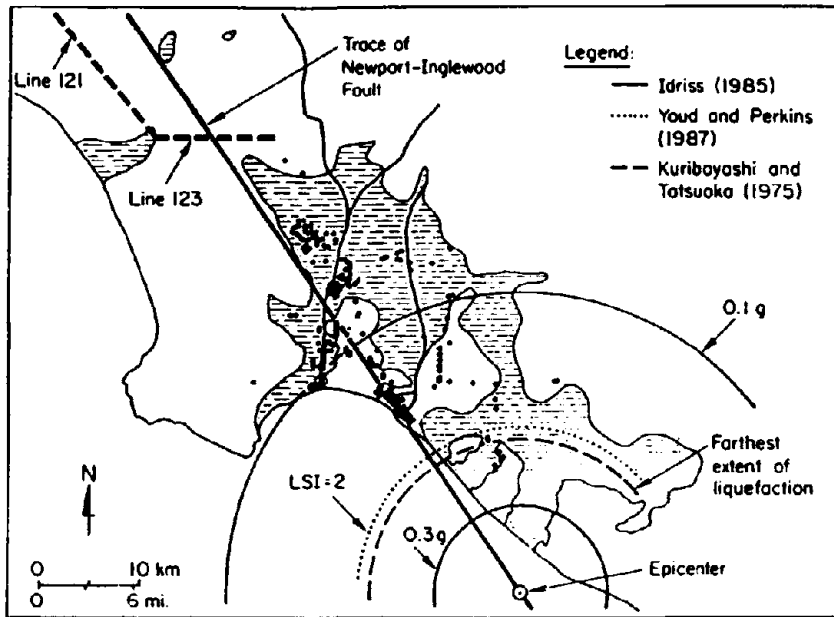 Line 121
Trace of
Newport-Inglewood
Fault
Line 123
Legend:
Idriss (1985)
Youd and Perkins
(1987)
Kuribayashi and
Tatsuoka (1975)
0.1 g
Farthest
extent of
liquefaction
LSI=2
0.3 g
Epicenter
N
0 10 km
0 6 mi.